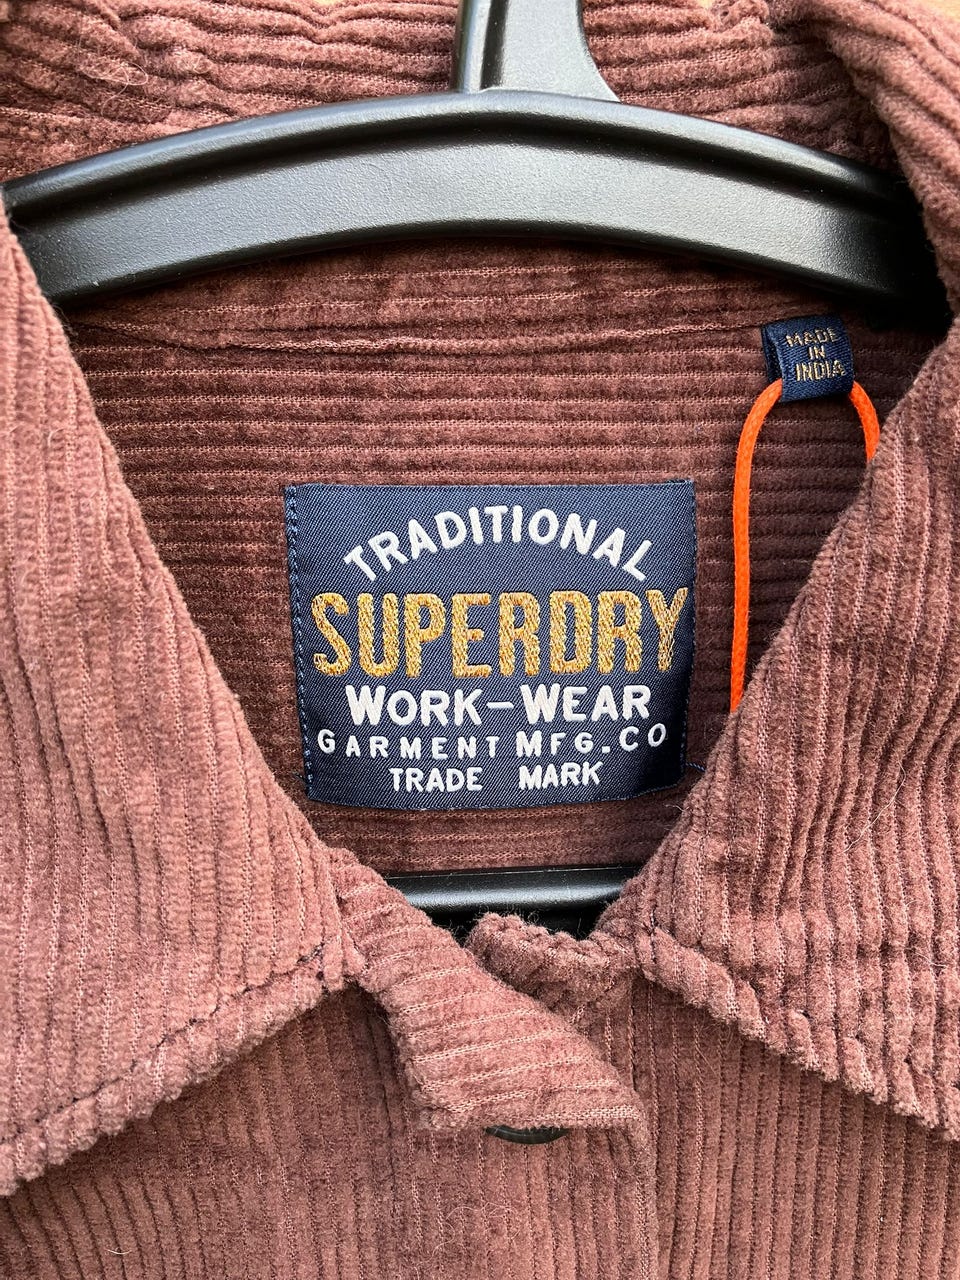 MADE
IN
INDIA
TRADITIONAL
SUPERDRY
WORK-WEAR
GARMENT MFG.CO
TRADE MARK